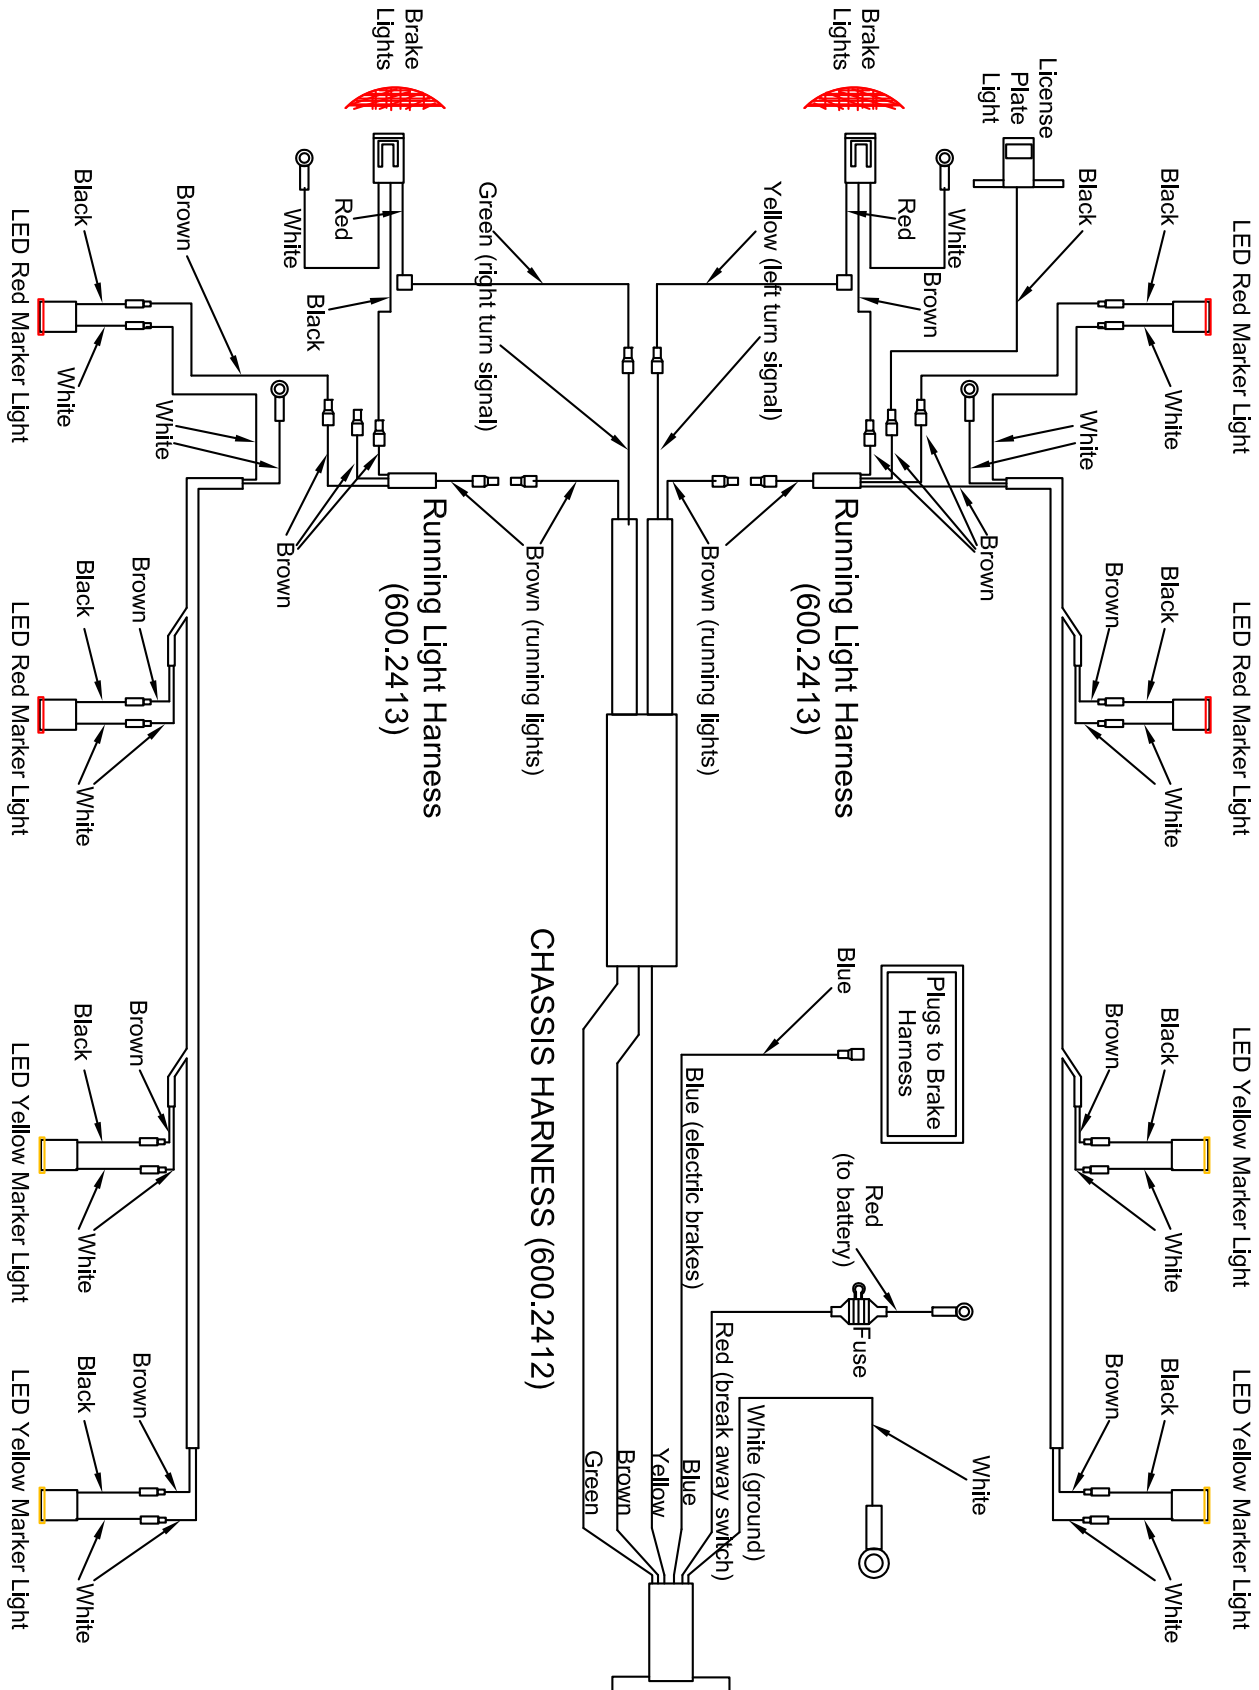 LED Red Marker Light
LED Red Marker Light
LED Yellow Marker Light
LED Yellow Marker Light
Black
White
Black
White
Black
White
Black
White
License
Plate
Light
Black
White
Brown
Brown
Brown
Brown
White
Brown
Brake
Lights
Red
White
Brown
Running Light Harness
(600.2413)
Plugs to Brake
Harness
Blue
Red
(to battery)
Fuse
Yellow (left turn signal)
Brown (running lights)
Blue (electric brakes)
Red (break away switch)
White (ground)
Blue
Yellow
Brown
Green
CHASSIS HARNESS (600.2412)
Green (right turn signal)
Brown (running lights)
Running Light Harness
(600.2413)
Brake
Lights
Red
White
Black
Brown
Brown
White
Brown
Brown
Brown
Black
White
Black
White
Black
White
Black
White
LED Red Marker Light
LED Red Marker Light
LED Yellow Marker Light
LED Yellow Marker Light